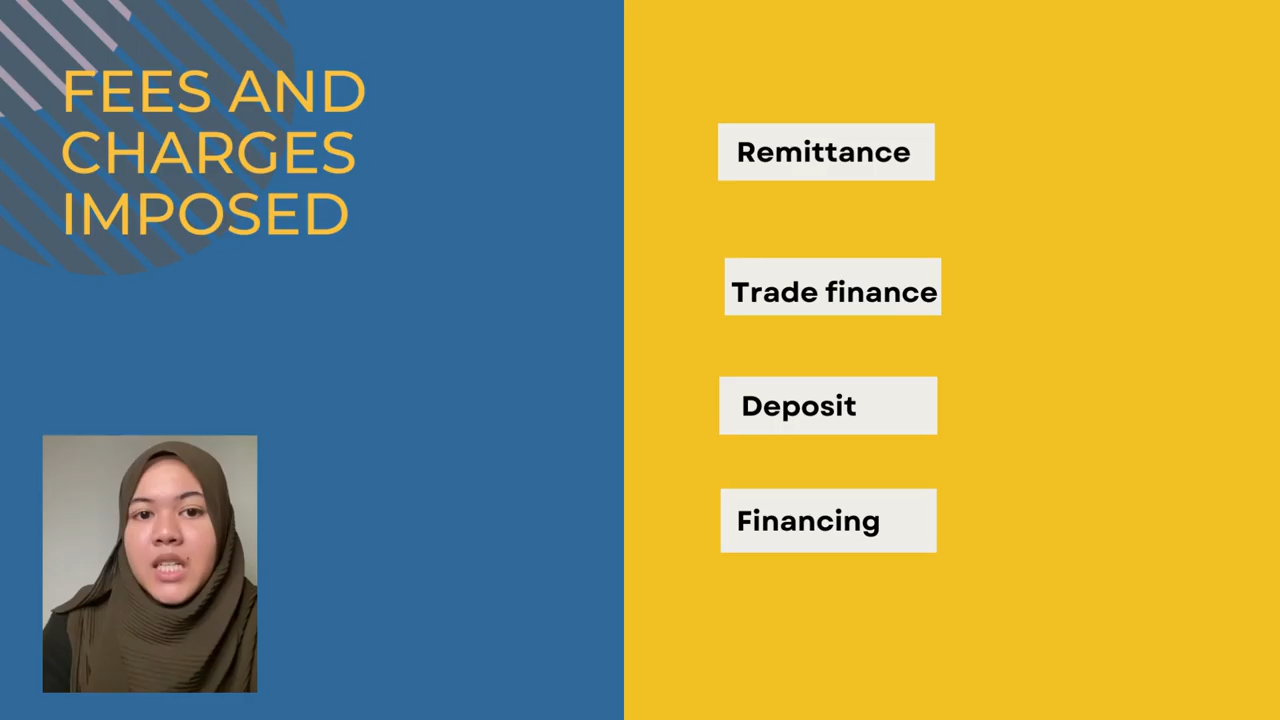 FEES AND
CHARGES
IMPOSED
Remittance
Trade finance
Deposit
Financing